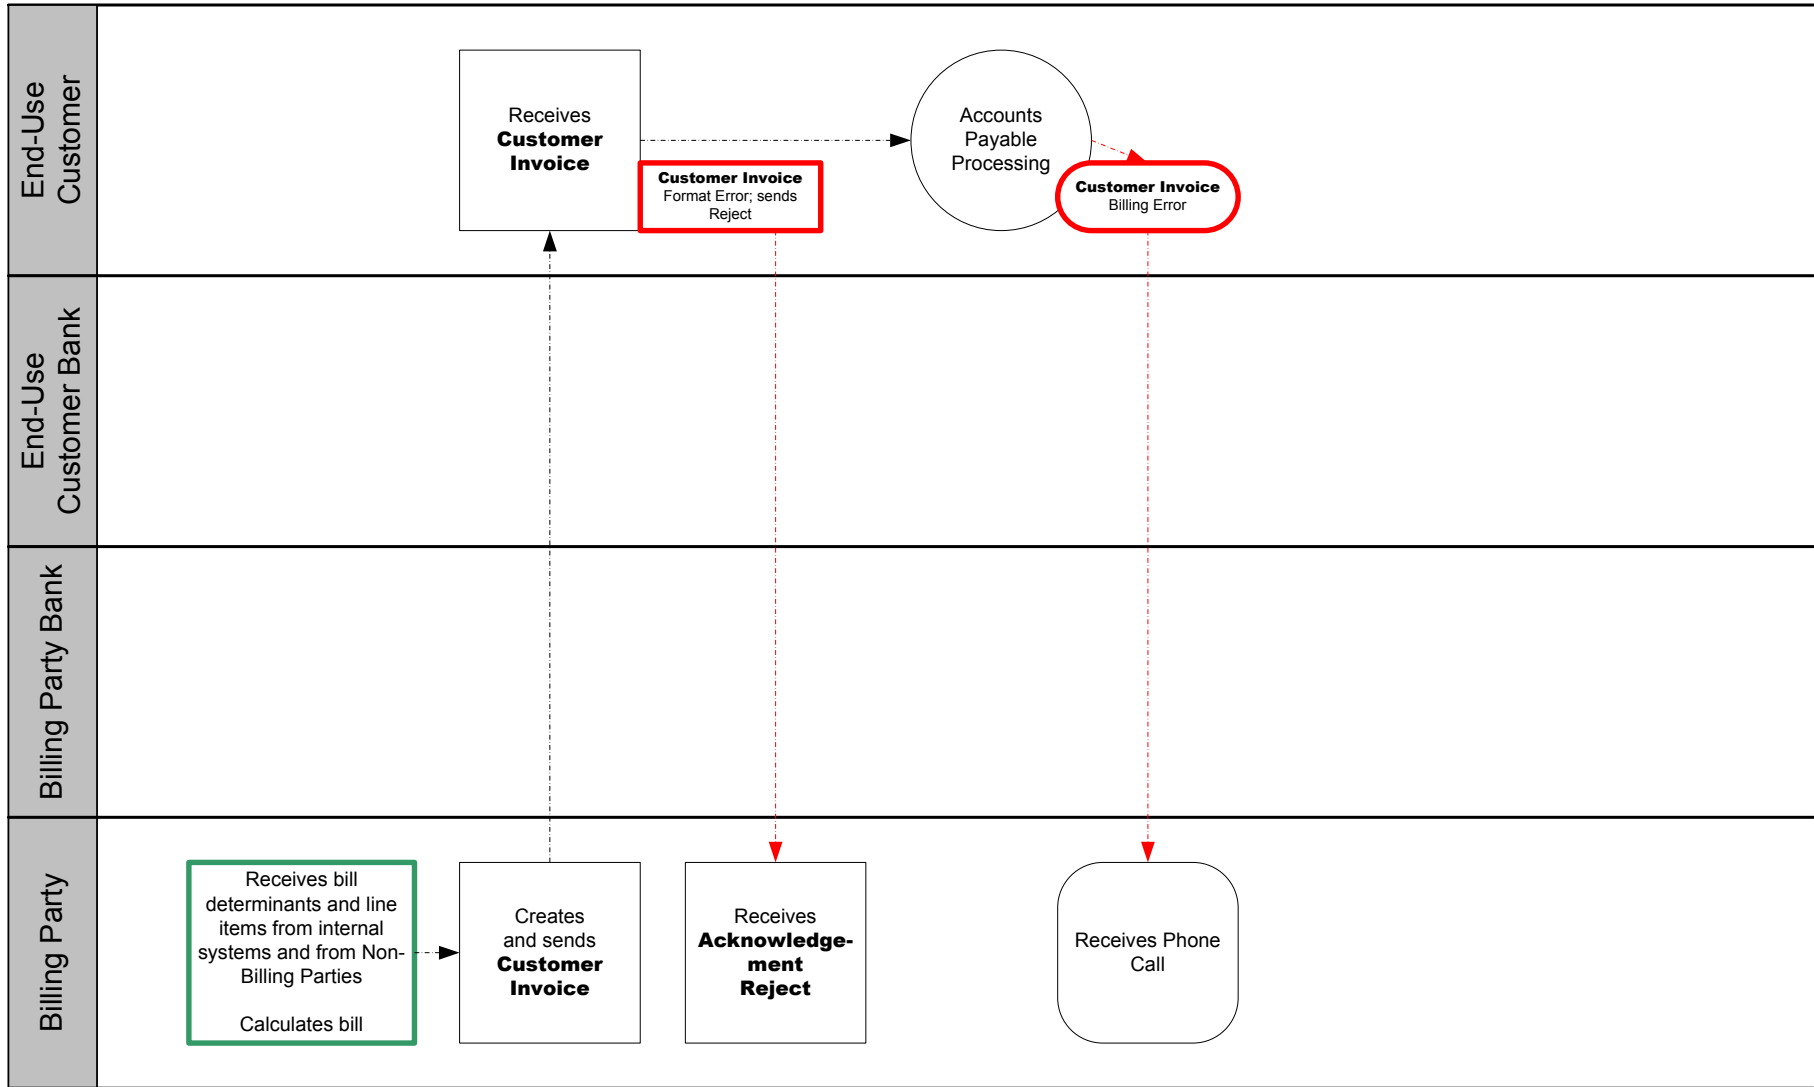 End-Use
Customer
Receives
Customer
Invoice
Customer Invoice
Format Error; sends
Reject
Accounts
Payable
Processing
Customer Invoice
Billing Error
End-Use
Customer Bank
Billing Party Bank
Billing Party
Receives bill
determinants and line
items from internal
systems and from Non-
Billing Parties
Calculates bill
Creates
and sends
Customer
Invoice
Receives
Acknowledge-
ment
Reject
Receives Phone
Call